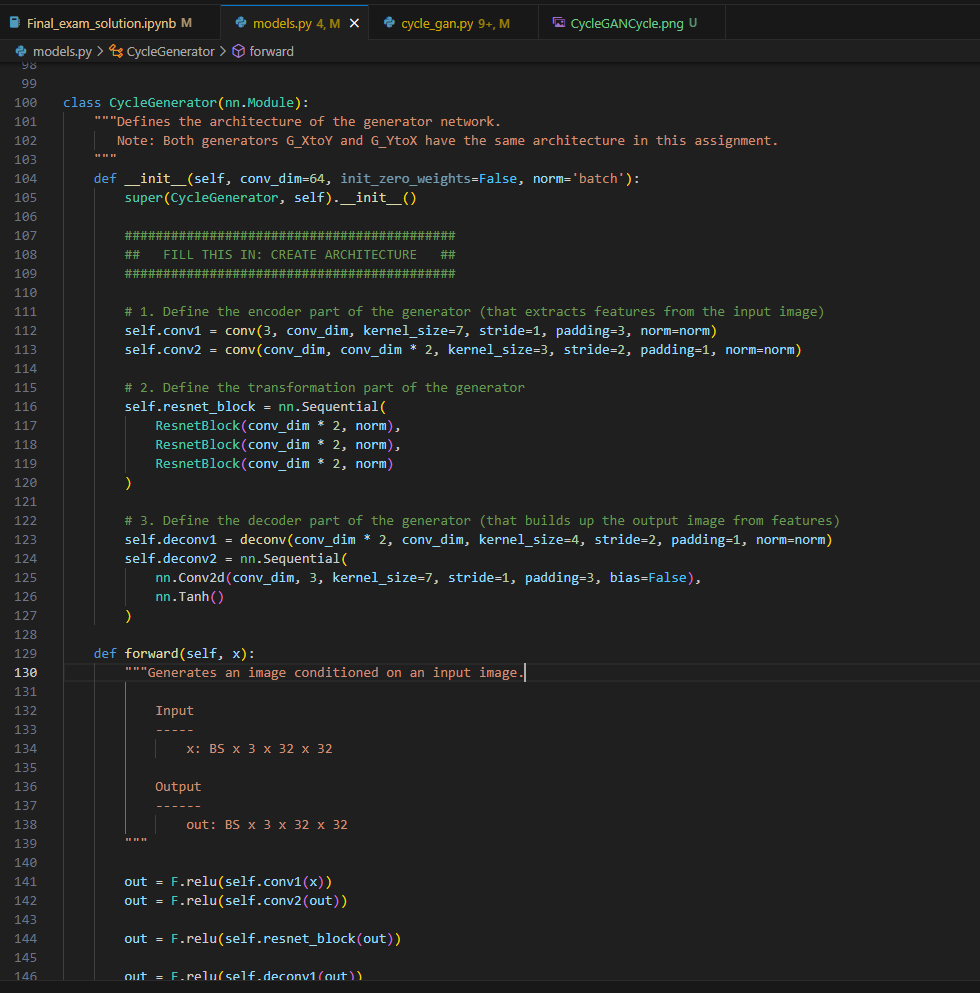 Final_exam_solution.ipynb M models.py 4, M cycle_gan.py 9+, M CycleGANCycle.png U
models.py > CycleGenerator > forward
98
99
100 class CycleGenerator(nn.Module):
101     """Defines the architecture of the generator network.
102        Note: Both generators G_XtoY and G_YtoX have the same architecture in this assignment.
103     """
104     def __init__(self, conv_dim=64, init_zero_weights=False, norm='batch'):
105         super(CycleGenerator, self).__init__()
106
107         ###########################################
108         ##   FILL THIS IN: CREATE ARCHITECTURE   ##
109         ###########################################
110
111         # 1. Define the encoder part of the generator (that extracts features from the input image)
112         self.conv1 = conv(3, conv_dim, kernel_size=7, stride=1, padding=3, norm=norm)
113         self.conv2 = conv(conv_dim, conv_dim * 2, kernel_size=3, stride=2, padding=1, norm=norm)
114
115         # 2. Define the transformation part of the generator
116         self.resnet_block = nn.Sequential(
117             ResnetBlock(conv_dim * 2, norm),
118             ResnetBlock(conv_dim * 2, norm),
119             ResnetBlock(conv_dim * 2, norm)
120         )
121
122         # 3. Define the decoder part of the generator (that builds up the output image from features)
123         self.deconv1 = deconv(conv_dim * 2, conv_dim, kernel_size=4, stride=2, padding=1, norm=norm)
124         self.deconv2 = nn.Sequential(
125             nn.Conv2d(conv_dim, 3, kernel_size=7, stride=1, padding=3, bias=False),
126             nn.Tanh()
127         )
128
129     def forward(self, x):
130         """Generates an image conditioned on an input image.
131
132             Input
133             -----
134                 x: BS x 3 x 32 x 32
135
136             Output
137             ------
138                 out: BS x 3 x 32 x 32
139         """
140
141         out = F.relu(self.conv1(x))
142         out = F.relu(self.conv2(out))
143
144         out = F.relu(self.resnet_block(out))
145
146         out = F.relu(self.deconv1(out))